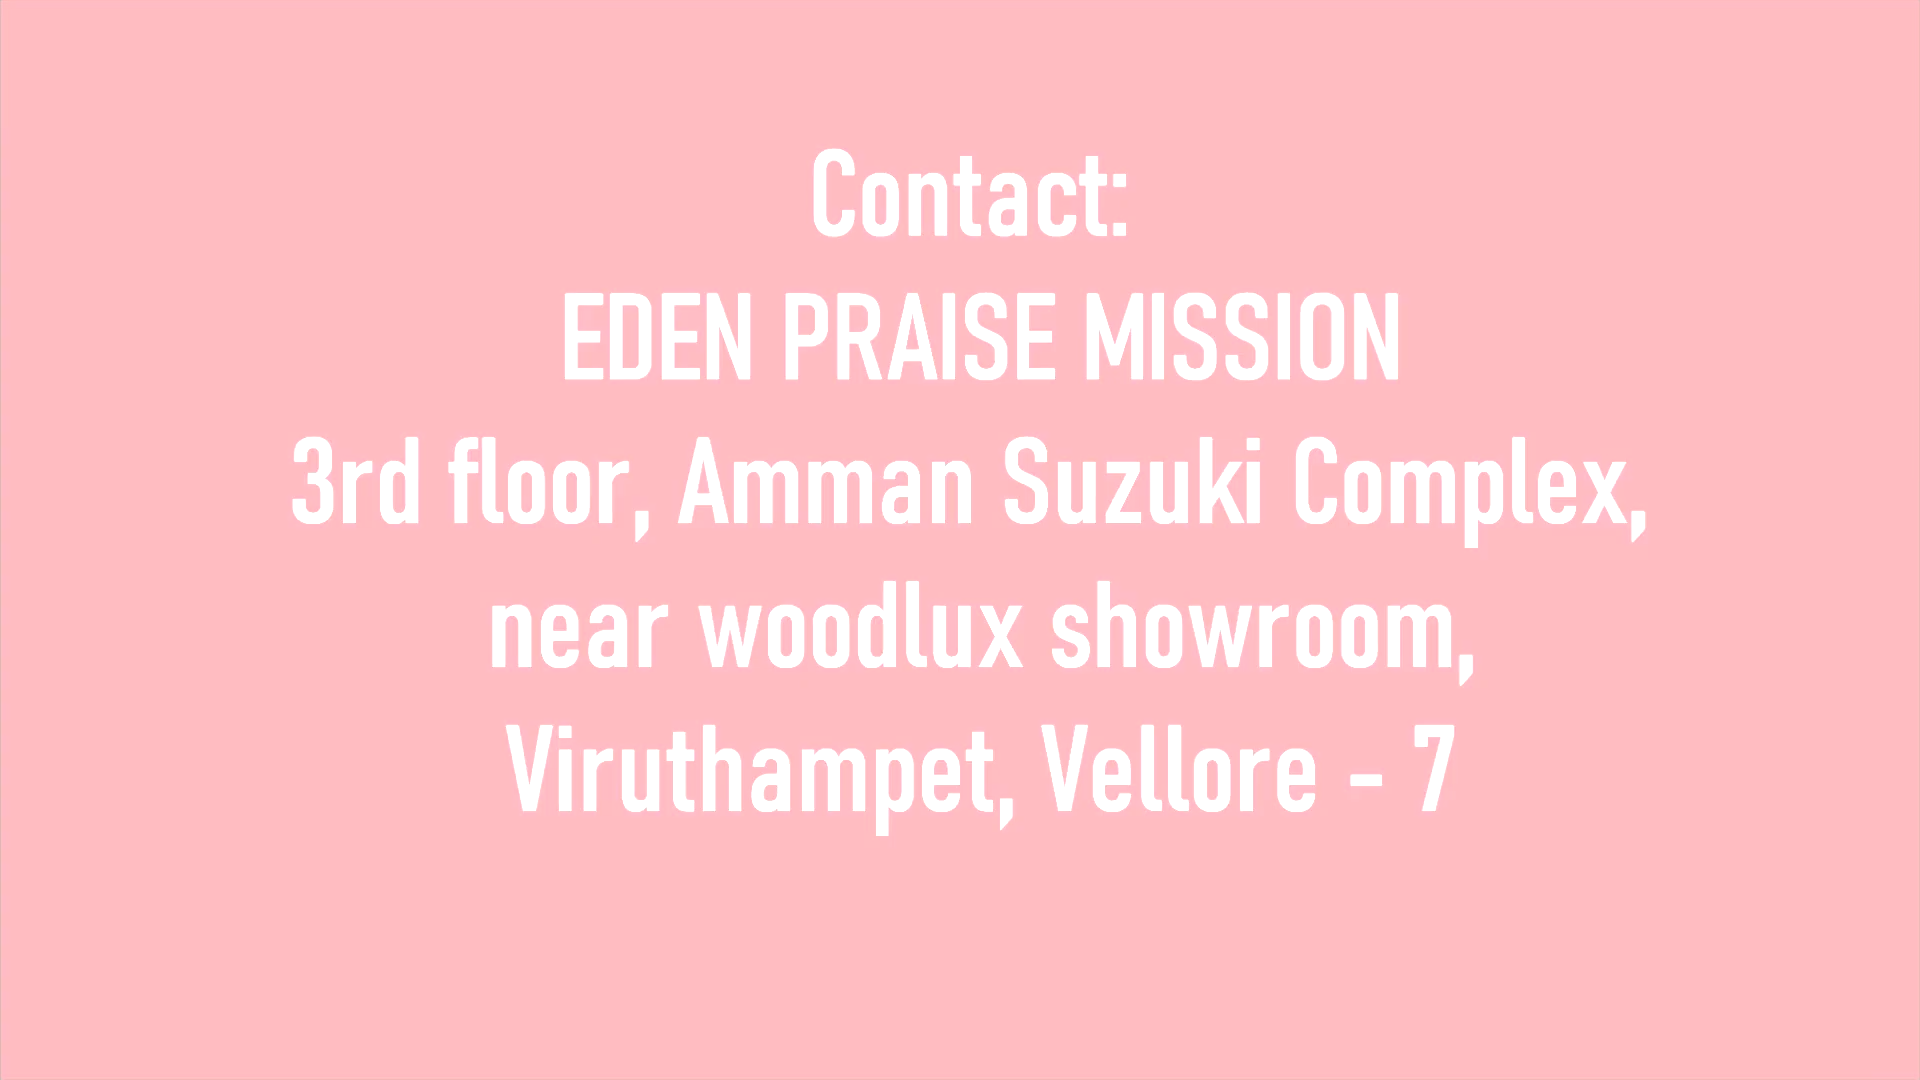 Contact:
EDEN PRAISE MISSION
3rd floor, Amman Suzuki Complex,
near woodlux showroom,
Viruthampet, Vellore - 7